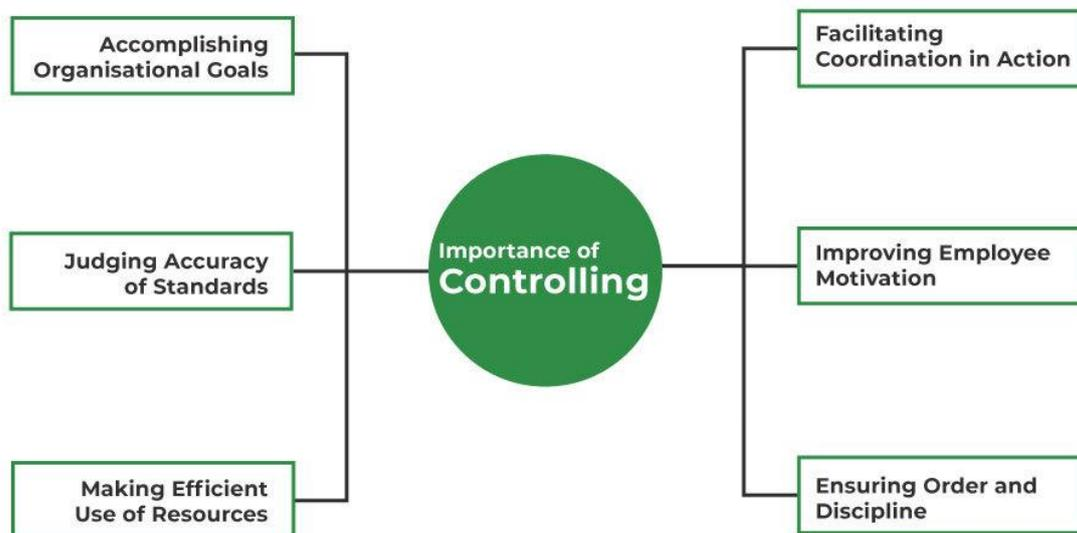 Accomplishing
Organisational Goals
Judging Accuracy
of Standards
Making Efficient
Use of Resources
Importance of
Controlling
Facilitating
Coordination in Action
Improving Employee
Motivation
Ensuring Order and
Discipline